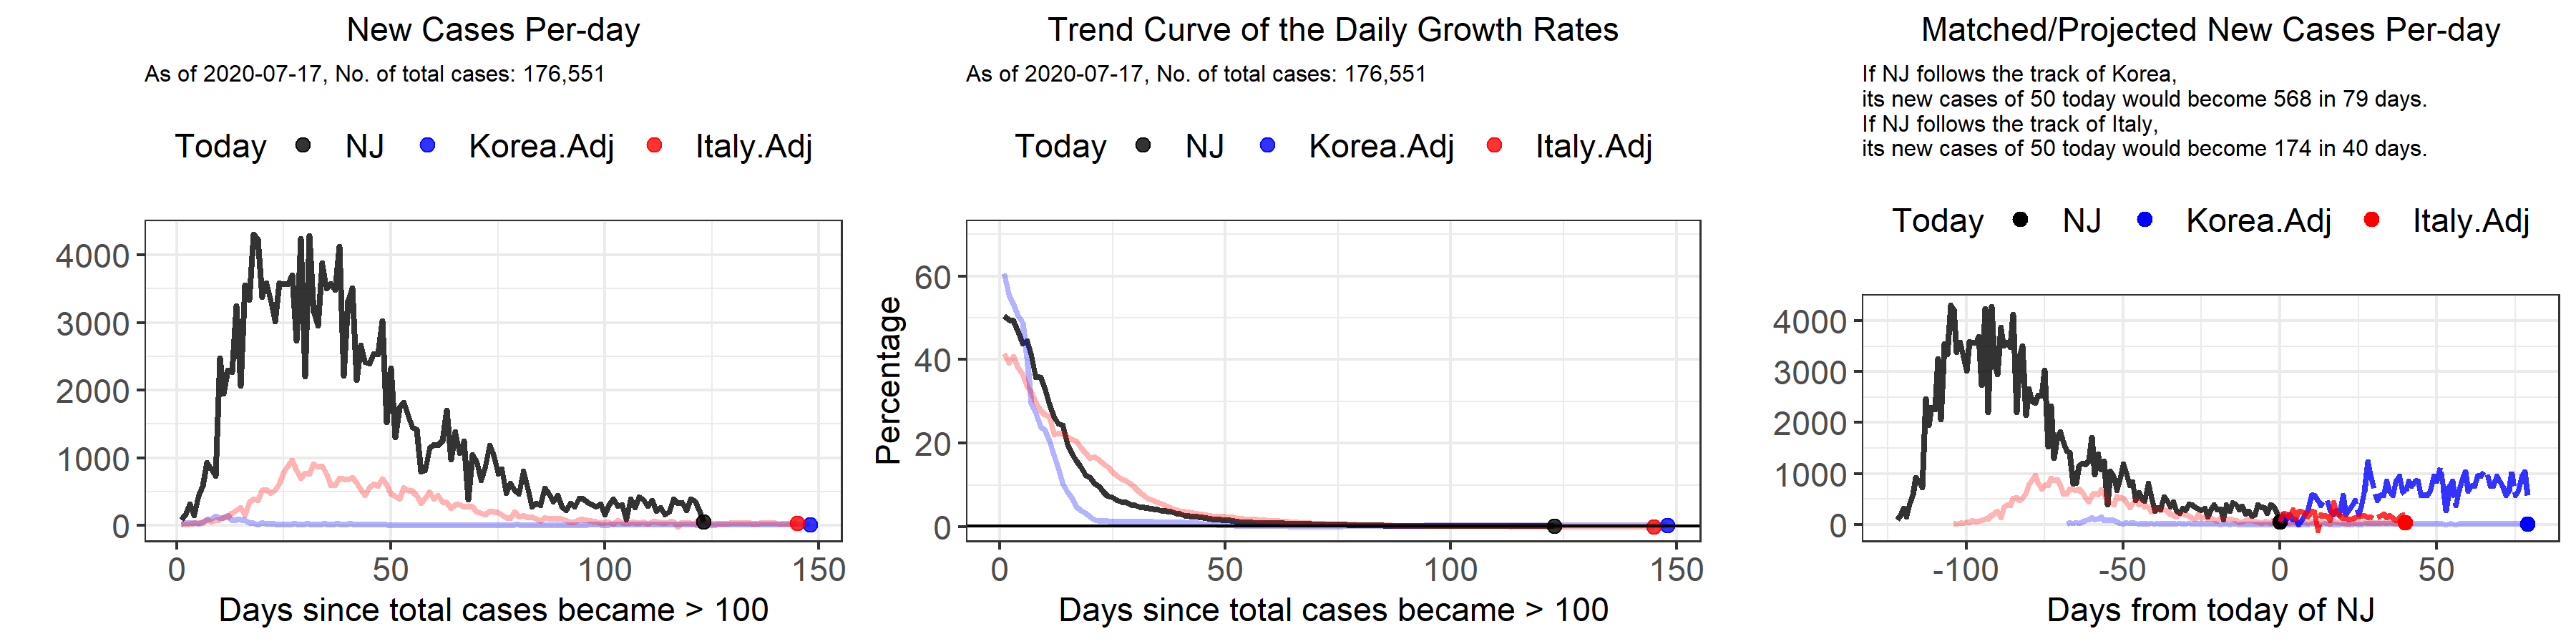 New Cases Per-day
As of 2020-07-17, No. of total cases: 176,551
Today NJ Korea.Adj Italy.Adj
4000
3000
2000
1000
0
0 50 100 150
Days since total cases became > 100
Trend Curve of the Daily Growth Rates
As of 2020-07-17, No. of total cases: 176,551
Today NJ Korea.Adj Italy.Adj
Percentage
60
40
20
0
0 50 100 150
Days since total cases became > 100
Matched/Projected New Cases Per-day
If NJ follows the track of Korea,
its new cases of 50 today would become 568 in 79 days.
If NJ follows the track of Italy,
its new cases of 50 today would become 174 in 40 days.
Today NJ Korea.Adj Italy.Adj
4000
3000
2000
1000
0
-100 -50 0 50
Days from today of NJ